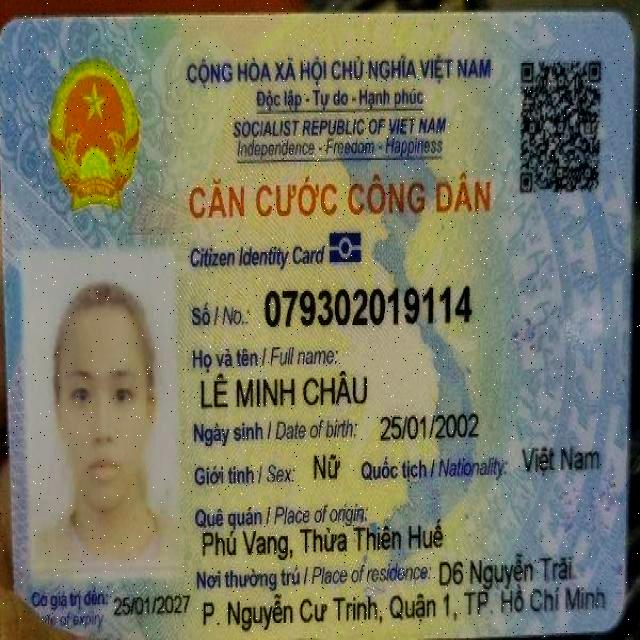 CỘNG HÒA XÃ HỘI CHỦ NGHĨA VIỆT NAM
Độc lập - Tự do - Hạnh phúc
SOCIALIST REPUBLIC OF VIET NAM
Independence - Freedom - Happiness
CĂN CƯỚC CÔNG DÂN
Citizen Identity Card
Số / No.: 079302019114
Họ và tên / Full name:
LÊ MINH CHÂU
Ngày sinh / Date of birth: 25/01/2002
Giới tính / Sex: Nữ Quốc tịch / Nationality: Việt Nam
Quê quán / Place of origin:
Phú Vang, Thừa Thiên Huế
Nơi thường trú / Place of residence: D6 Nguyễn Trãi
P. Nguyễn Cư Trinh, Quận 1, TP. Hồ Chí Minh
Có giá trị đến: 25/01/2027
of expiry